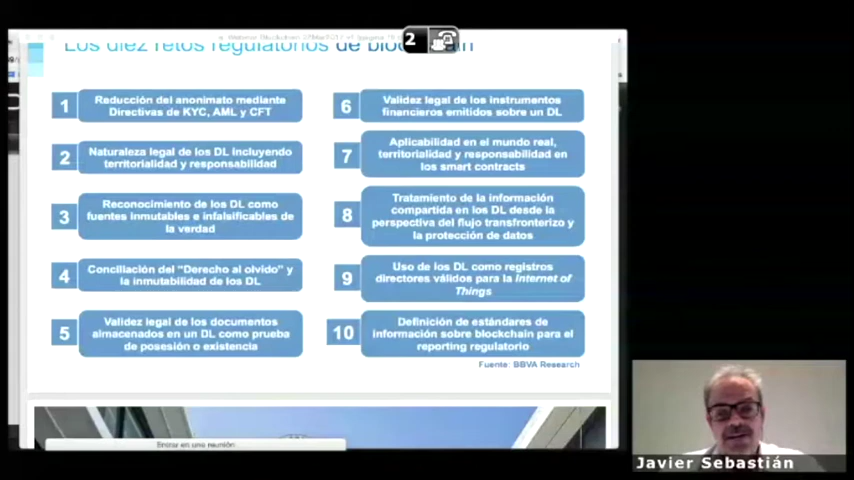 2
Los diez retos regulatorios de blockchain
1
Reducción del anonimato mediante
Directivas de KYC, AML y CFT
2
Naturaleza legal de los DL incluyendo
territorialidad y responsabilidad
3
Reconocimiento de los DL como
fuentes inmutables e infalsificables de
la verdad
4
Conciliación del "Derecho al olvido" y
la inmutabilidad de los DL
5
Validez legal de los documentos
almacenados en un DL como prueba
de posesión o existencia
6
Validez legal de los instrumentos
financieros emitidos sobre un DL
7
Aplicabilidad en el mundo real,
territorialidad y responsabilidad en
los smart contracts
8
Tratamiento de la información
compartida en los DL desde la
perspectiva del flujo transfronterizo y
la protección de datos
9
Uso de los DL como registros
directores válidos para la Internet of
Things
10
Definición de estándares de
información sobre blockchain para el
reporting regulatorio
Fuente: BBVA Research
Entrar en una reunión
Javier Sebastián